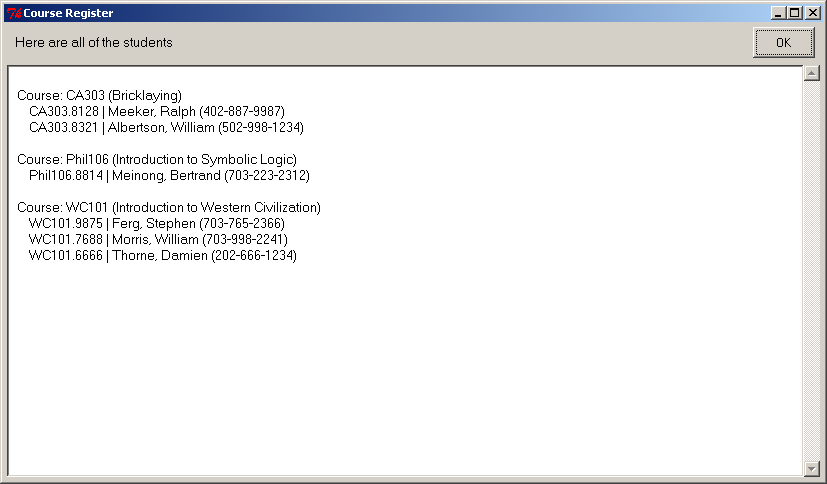 Course Register
Here are all of the students
OK
Course: CA303 (Bricklaying)
CA303.8128 | Meeker, Ralph (402-887-9987)
CA303.8321 | Albertson, William (502-998-1234)
Course: Phil106 (Introduction to Symbolic Logic)
Phil106.8814 | Meinong, Bertrand (703-223-2312)
Course: WC101 (Introduction to Western Civilization)
WC101.9875 | Ferg, Stephen (703-765-2366)
WC101.7688 | Morris, William (703-998-2241)
WC101.6666 | Thorne, Damien (202-666-1234)